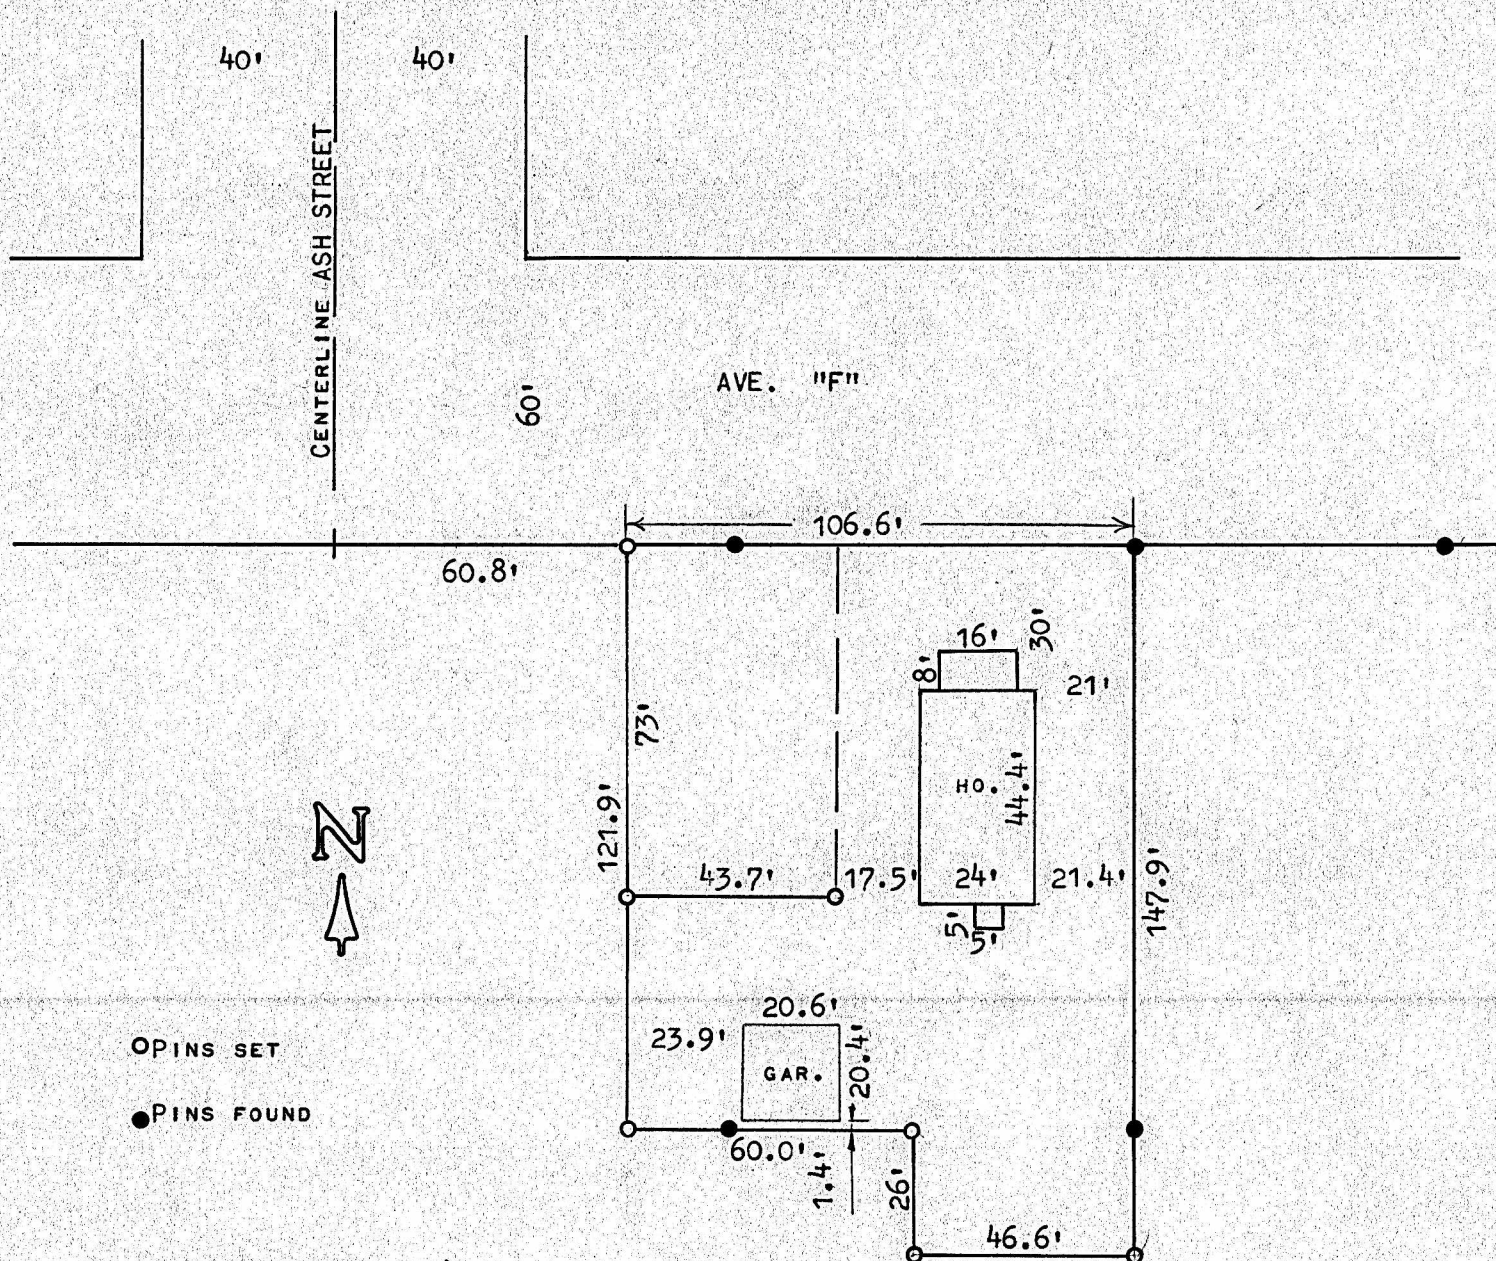 40' 40'
CENTERLINE ASH STREET
AVE. "F"
60'
106.6'
60.8'
16'
30'
8'
21'
73'
HO.
44.4'
121.9'
N
43.7' 17.5' 24' 21.4'
147.9'
5'
5'
20.6'
23.9'
20.4'
GAR.
PINS SET
PINS FOUND
60.0'
1.4'
26'
46.6'